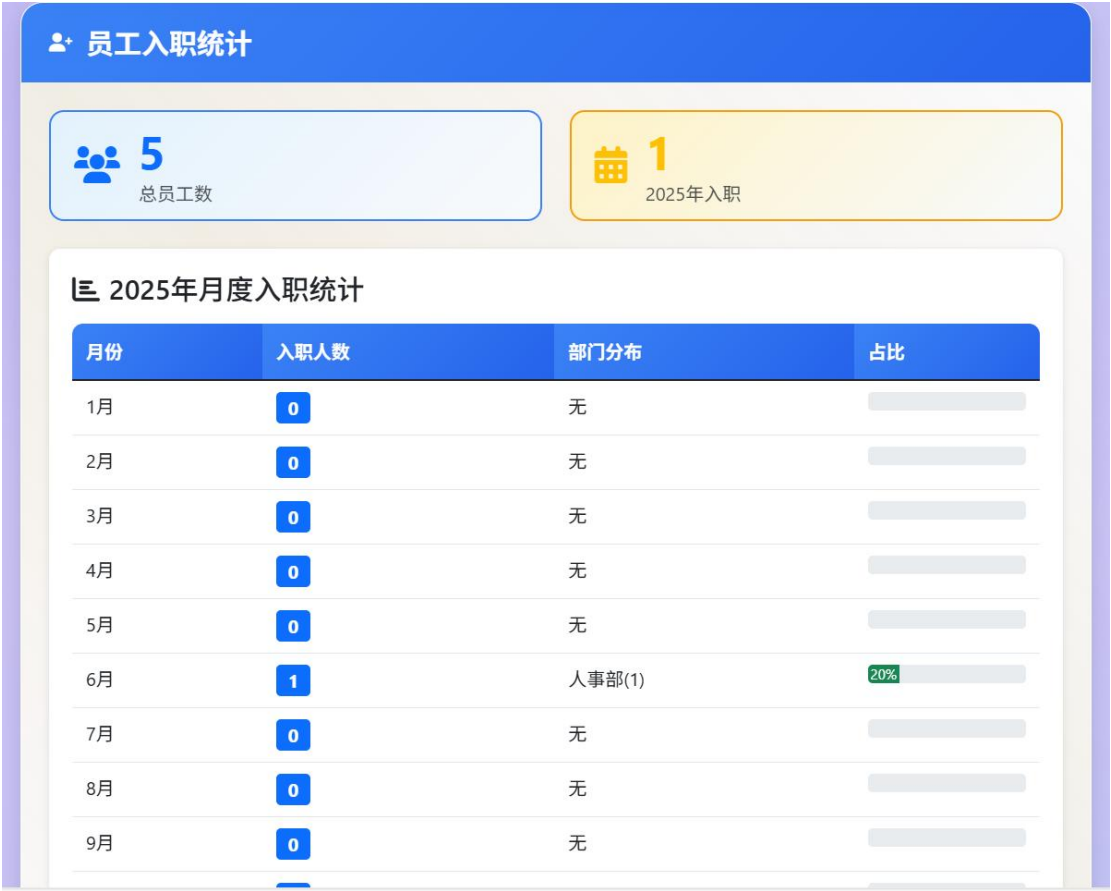 员工入职统计
5
总员工数
1
2025年入职
2025年月度入职统计
月份 入职人数 部门分布 占比
1月 0 无
2月 0 无
3月 0 无
4月 0 无
5月 0 无
6月 1 人事部(1) 20%
7月 0 无
8月 0 无
9月 0 无